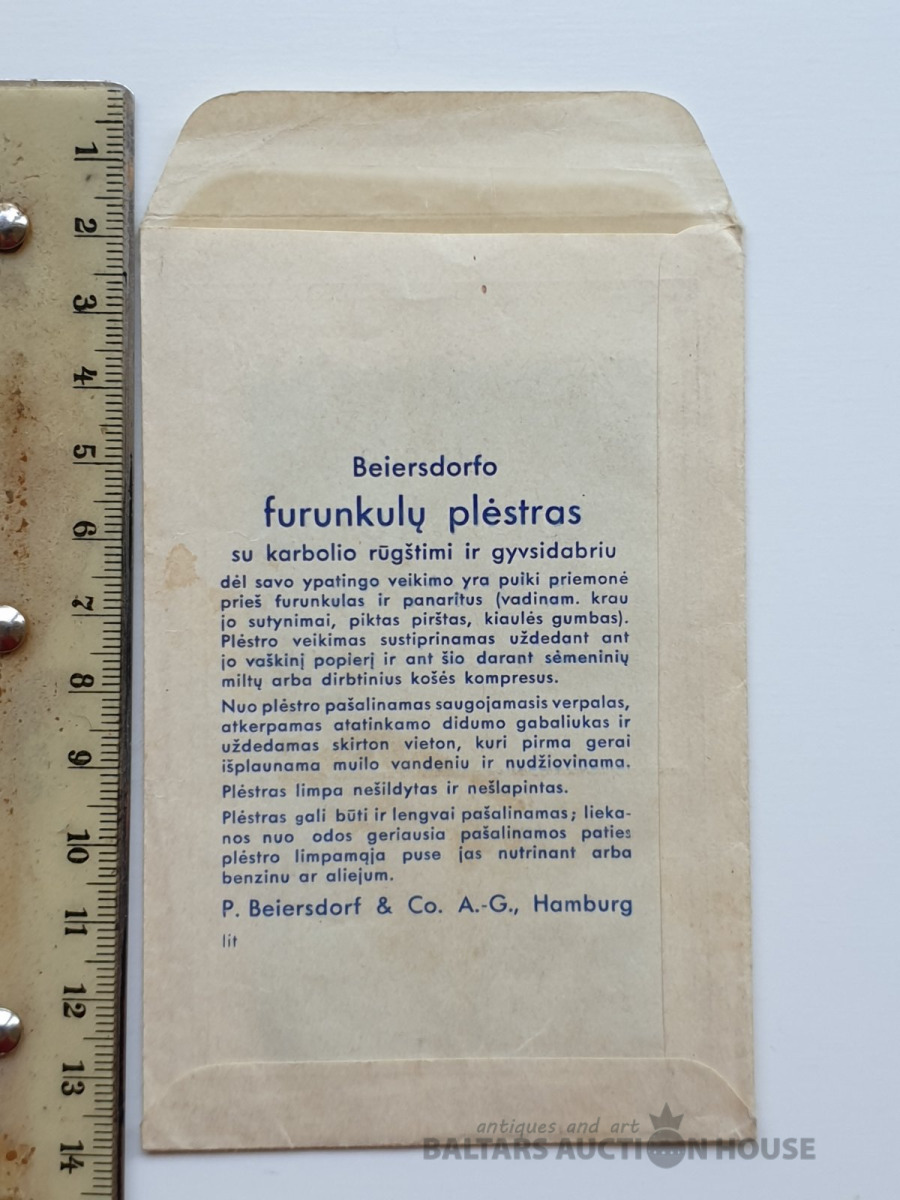 Beiersdorfo
furunkulų plėstras
su karbolio rūgštimi ir gyvsidabriu
dėl savo ypatingo veikimo yra puiki priemonė
prieš furunkulas ir panaritus (vadinam. krau
jo sutynimai, piktas pirštas, kiaulės gumbas).
Plėstro veikimas sustiprinamas uždedant ant
jo vaškinį popierį ir ant šio darant sėmeninių
miltų arba dirbtinius košės kompresus.
Nuo plėstro pašalinamas saugojamasis verpalas,
atkerpamas atatinkamo didumo gabaliukas ir
uždedamas skirton vieton, kuri pirma gerai
išplaunama muilo vandeniu ir nudžiovinama.
Plėstras limpa nešildytas ir nešlapintas.
Plėstras gali būti ir lengvai pašalinamas; lieka-
nos nuo odos geriausia pašalinamos paties
plėstro limpamąja puse jas nutrinant arba
benzinu ar aliejum.
P. Beiersdorf & Co. A.-G., Hamburg
lit
1
2
3
4
5
6
7
8
9
10
11
12
13
14
antiques and art
BALTARS AUCTION HOUSE